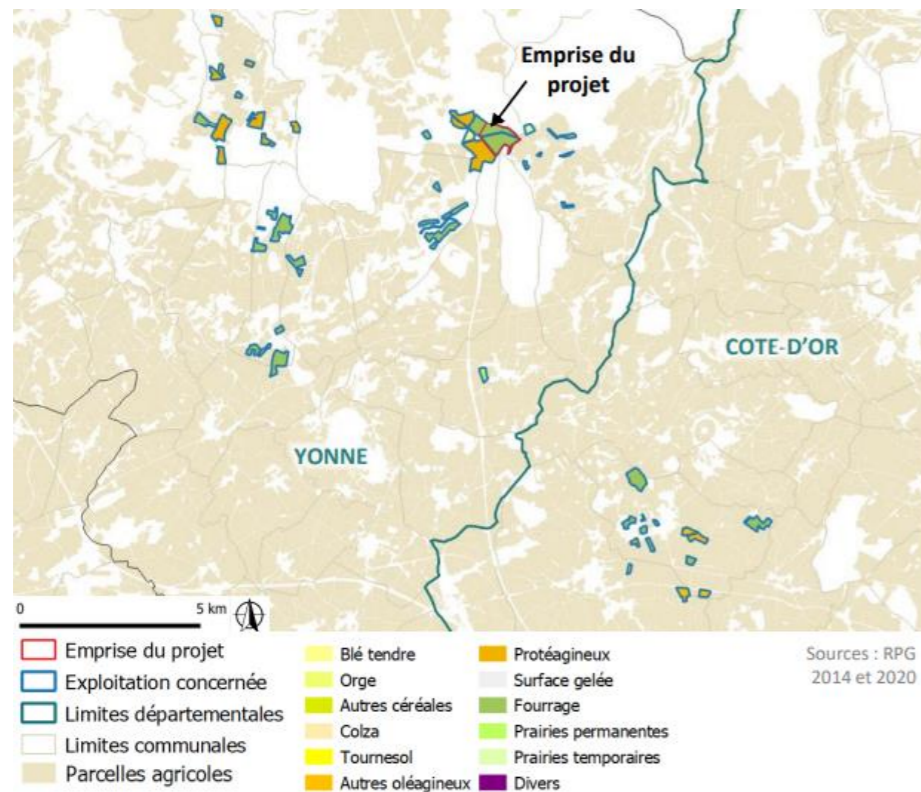 Emprise du
projet
COTE-D'OR
YONNE
0 5 km
Emprise du projet
Exploitation concernée
Limites départementales
Limites communales
Parcelles agricoles
Blé tendre
Orge
Autres céréales
Colza
Tournesol
Autres oléagineux
Protéagineux
Surface gelée
Fourrage
Prairies permanentes
Prairies temporaires
Divers
Sources : RPG
2014 et 2020